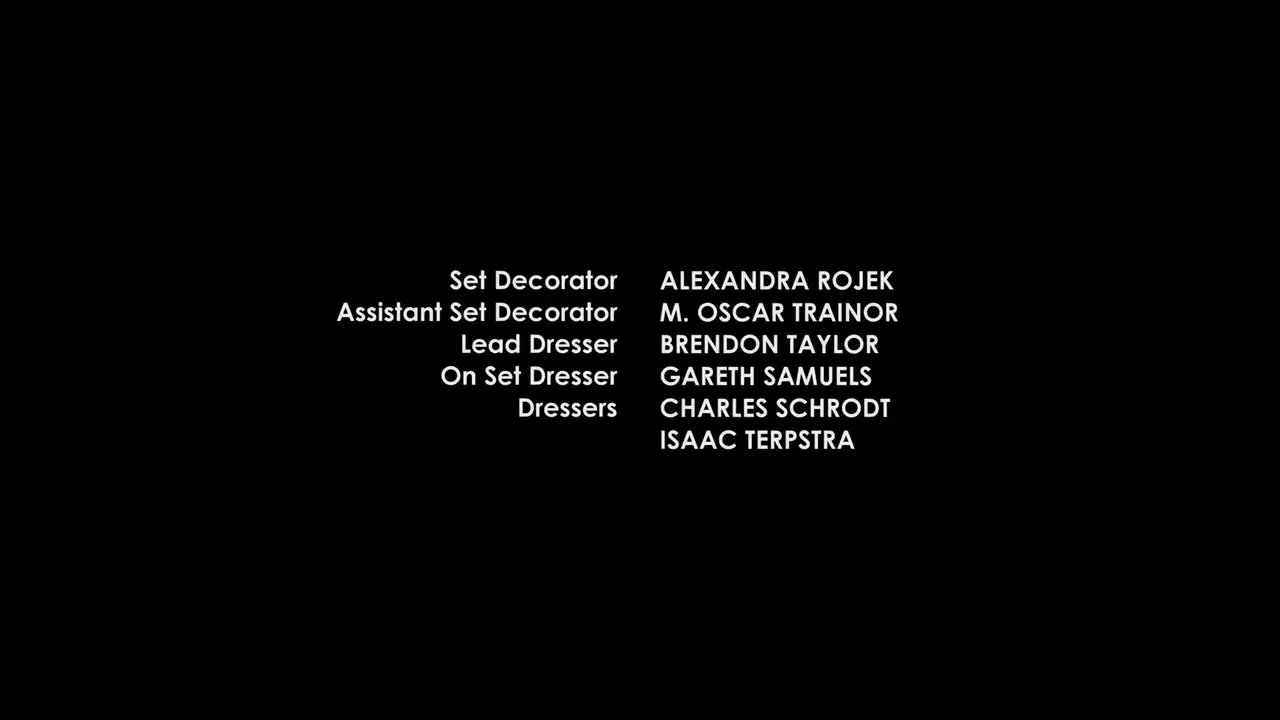 Set Decorator ALEXANDRA ROJEK
Assistant Set Decorator M. OSCAR TRAINOR
Lead Dresser BRENDON TAYLOR
On Set Dresser GARETH SAMUELS
Dressers CHARLES SCHRODT
ISAAC TERPSTRA